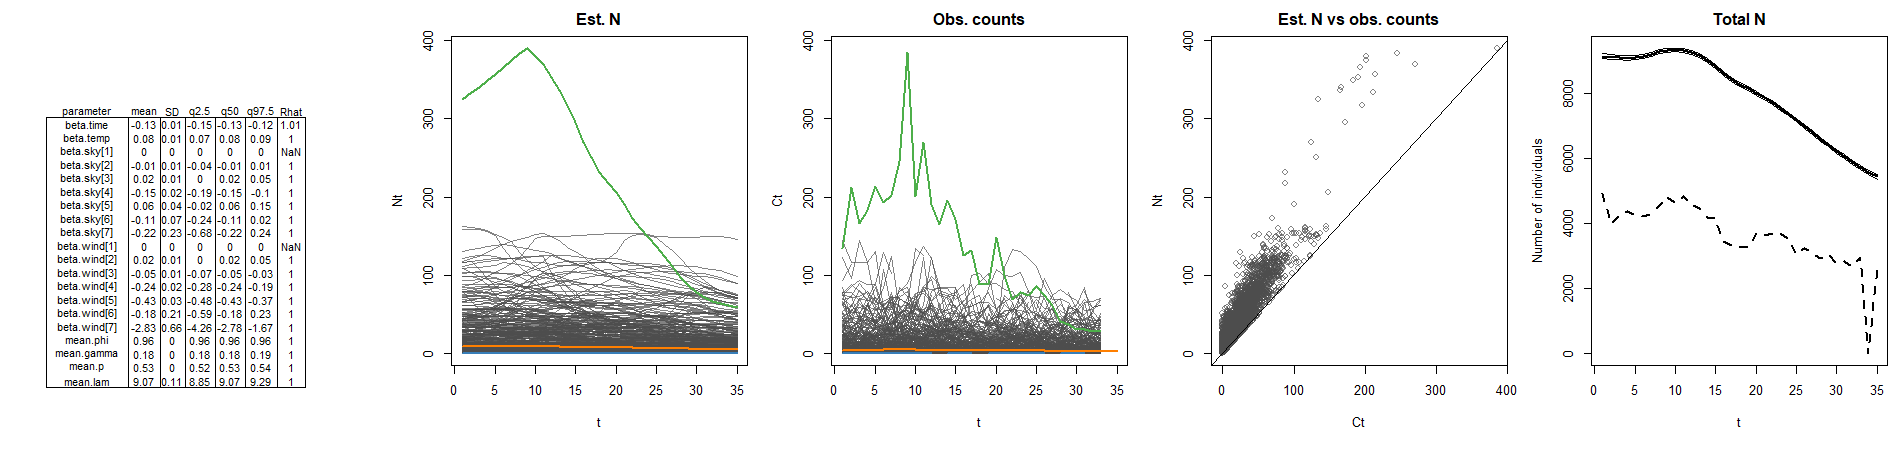 parameter mean SD q2.5 q50 q97.5 Rhat
beta.time -0.13 0.01 -0.15 -0.13 -0.12 1.01
beta.temp 0.08 0.01 0.07 0.08 0.09 1
beta.sky[1] 0 0 0 0 0 NaN
beta.sky[2] -0.01 0.01 -0.04 -0.01 0.01 1
beta.sky[3] 0.02 0.01 0 0.02 0.05 1
beta.sky[4] -0.15 0.02 -0.19 -0.15 -0.1 1
beta.sky[5] 0.06 0.04 -0.02 0.06 0.15 1
beta.sky[6] -0.11 0.07 -0.24 -0.11 0.02 1
beta.sky[7] -0.22 0.23 -0.68 -0.22 0.24 1
beta.wind[1] 0 0 0 0 0 NaN
beta.wind[2] 0.02 0.01 0 0.02 0.05 1
beta.wind[3] -0.05 0.01 -0.07 -0.05 -0.03 1
beta.wind[4] -0.24 0.02 -0.28 -0.24 -0.19 1
beta.wind[5] -0.43 0.03 -0.48 -0.43 -0.37 1
beta.wind[6] -0.18 0.21 -0.59 -0.18 0.23 1
beta.wind[7] -2.83 0.66 -4.26 -2.78 -1.67 1
mean.phi 0.96 0 0.96 0.96 0.96 1
mean.gamma 0.18 0 0.18 0.18 0.19 1
mean.p 0.53 0 0.52 0.53 0.54 1
mean.lam 9.07 0.11 8.85 9.07 9.29 1
Est. N
Nt
400
300
200
100
0
0 5 10 15 20 25 30 35
t
Obs. counts
Ct
400
300
200
100
0
0 5 10 15 20 25 30 35
t
Est. N vs obs. counts
Nt
400
300
200
100
0
0 100 200 300 400
Ct
Total N
Number of individuals
8000
6000
4000
2000
0
0 5 10 15 20 25 30 35
t